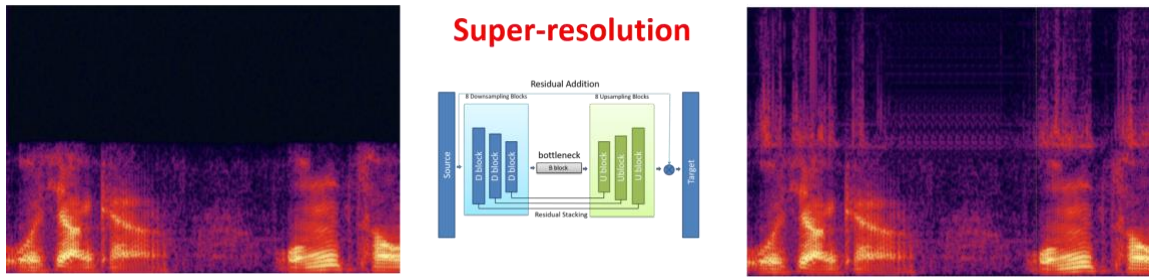 Super-resolution
Residual Addition
8 Downsampling Blocks
8 Upsampling Blocks
Source
D block
D block
D block
bottleneck
B block
U block
Ublock
U block
Target
Residual Stacking